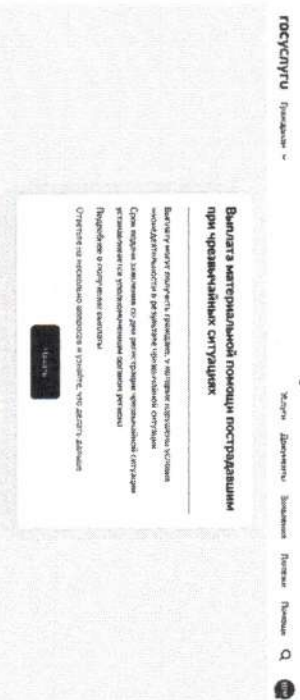 госуслуги Гражданам Услуги Документы Заявления Платежи Помощь
Выплата материальной помощи пострадавшим
при чрезвычайных ситуациях
Выплату могут получить граждане, у которых нарушены условия
жизнедеятельности в результате чрезвычайной ситуации
Срок подачи заявления со дня регистрации чрезвычайной ситуации
устанавливается уполномоченным органом региона
Подробнее о получении выплаты
Ответьте на несколько вопросов и узнайте, что делать дальше
Начать